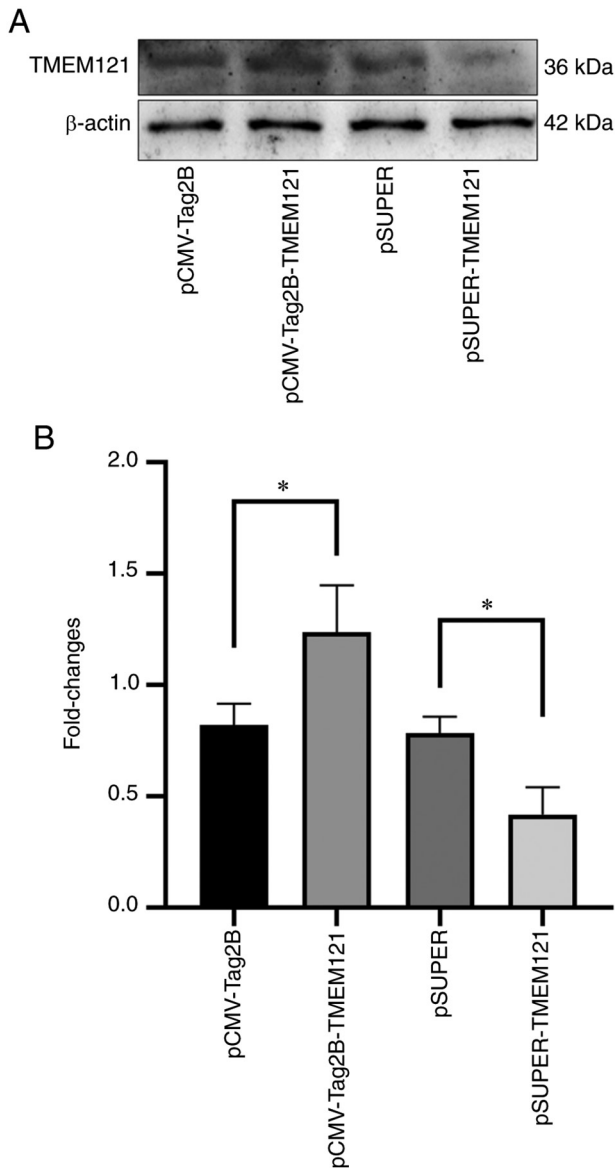 A
TMEM121
36 kDa
β-actin
42 kDa
pCMV-Tag2B
pCMV-Tag2B-TMEM121
pSUPER
pSUPER-TMEM121
B
2.0
1.5
1.0
0.5
0.0
Fold-changes
*
*
pCMV-Tag2B
pCMV-Tag2B-TMEM121
pSUPER
pSUPER-TMEM121